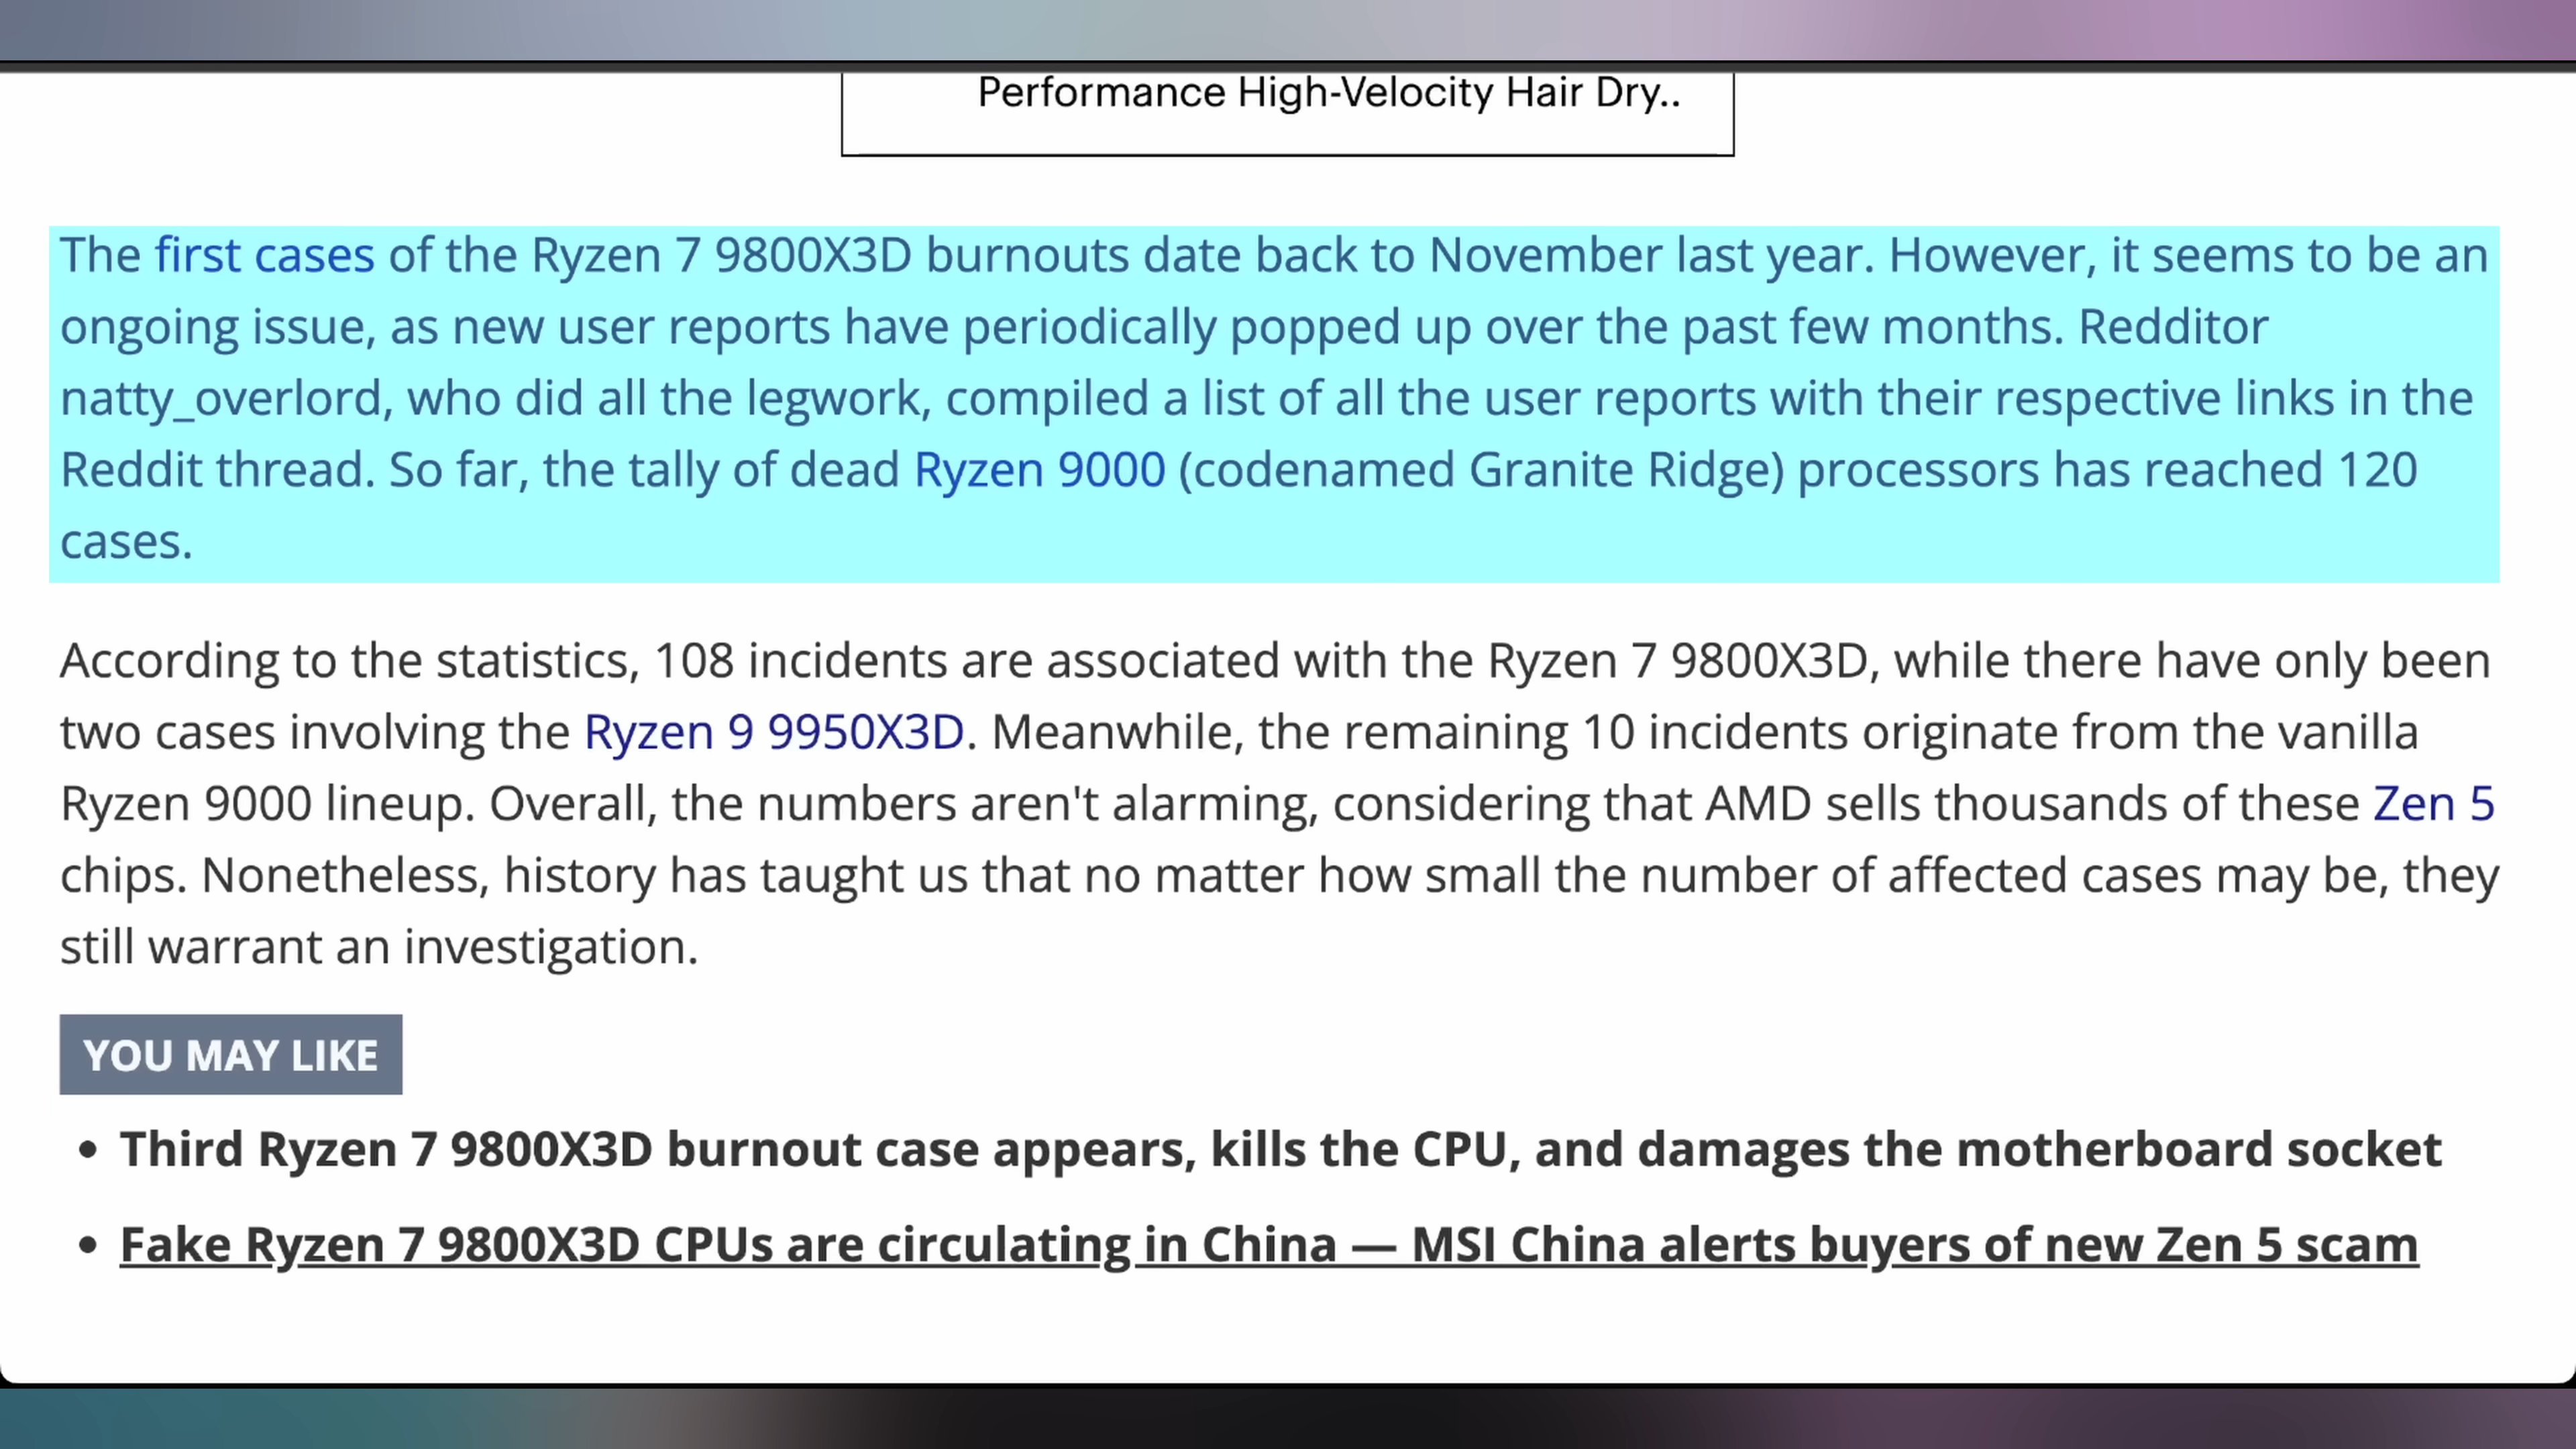 Performance High-Velocity Hair Dry..
The first cases of the Ryzen 7 9800X3D burnouts date back to November last year. However, it seems to be an
ongoing issue, as new user reports have periodically popped up over the past few months. Redditor
natty_overlord, who did all the legwork, compiled a list of all the user reports with their respective links in the
Reddit thread. So far, the tally of dead Ryzen 9000 (codenamed Granite Ridge) processors has reached 120
cases.
According to the statistics, 108 incidents are associated with the Ryzen 7 9800X3D, while there have only been
two cases involving the Ryzen 9 9950X3D. Meanwhile, the remaining 10 incidents originate from the vanilla
Ryzen 9000 lineup. Overall, the numbers aren't alarming, considering that AMD sells thousands of these Zen 5
chips. Nonetheless, history has taught us that no matter how small the number of affected cases may be, they
still warrant an investigation.
YOU MAY LIKE
• Third Ryzen 7 9800X3D burnout case appears, kills the CPU, and damages the motherboard socket
• Fake Ryzen 7 9800X3D CPUs are circulating in China — MSI China alerts buyers of new Zen 5 scam